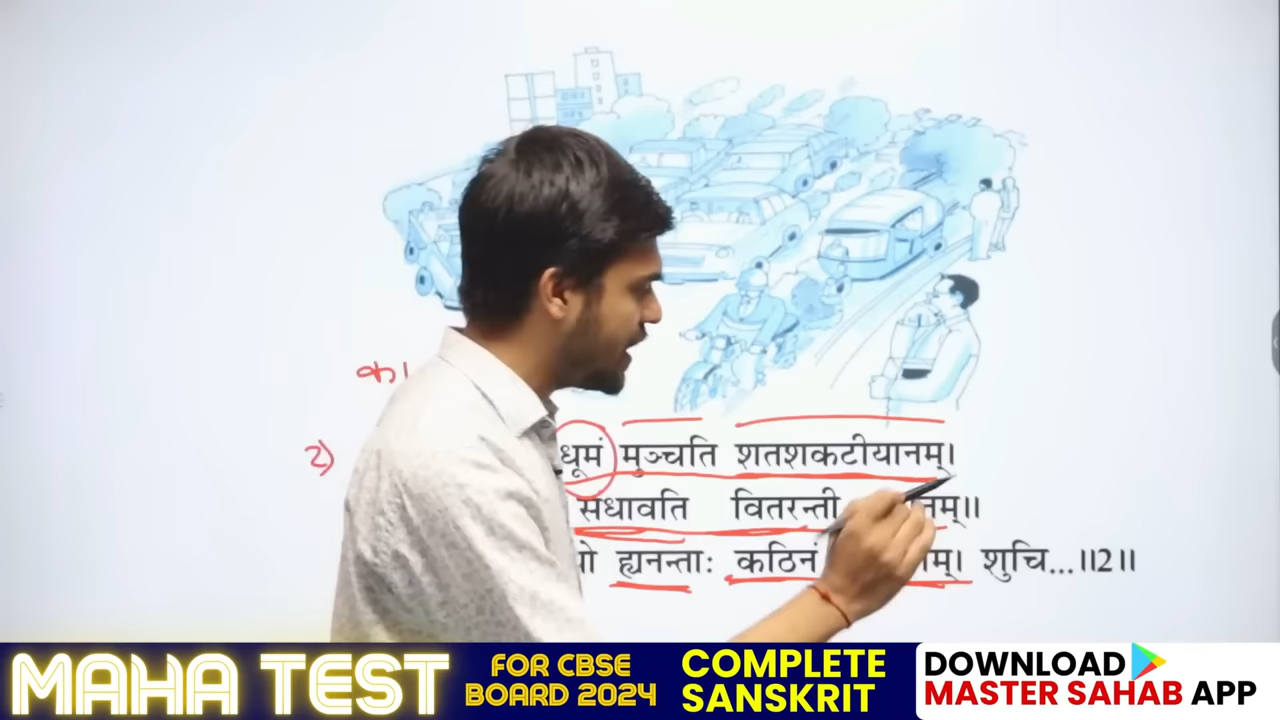 का
2) धूमं मुञ्चति शतशकटीयानम्।
संधावति वितरन्ती
ह्यनन्ताः कठिनं शुचि...॥2॥
MAHA TEST
FOR CBSE
BOARD 2024
COMPLETE
SANSKRIT
DOWNLOAD
MASTER SAHAB APP